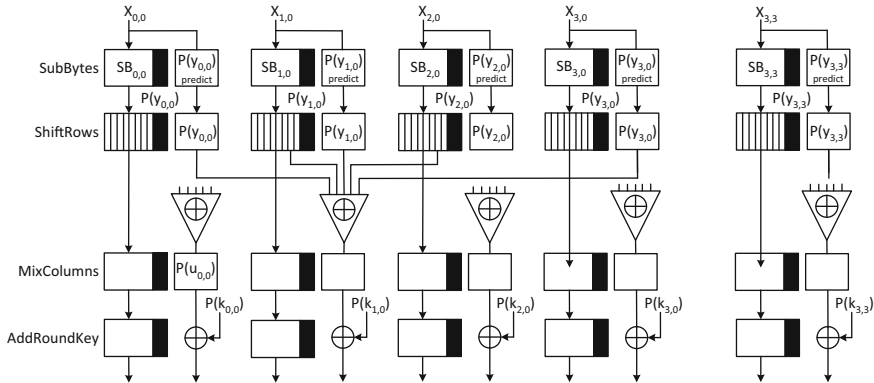 X0,0 X1,0 X2,0 X3,0 X3,3
SubBytes SB0,0 P(y0,0) predict SB1,0 P(y1,0) predict SB2,0 P(y2,0) predict SB3,0 P(y3,0) predict SB3,3 P(y3,3) predict
P(y0,0) P(y1,0) P(y2,0) P(y3,0) P(y3,3)
ShiftRows P(y0,0) P(y1,0) P(y2,0) P(y3,0) P(y3,3)
MixColumns P(u0,0)
P(k0,0) P(k1,0) P(k2,0) P(k3,0) P(k3,3)
AddRoundKey